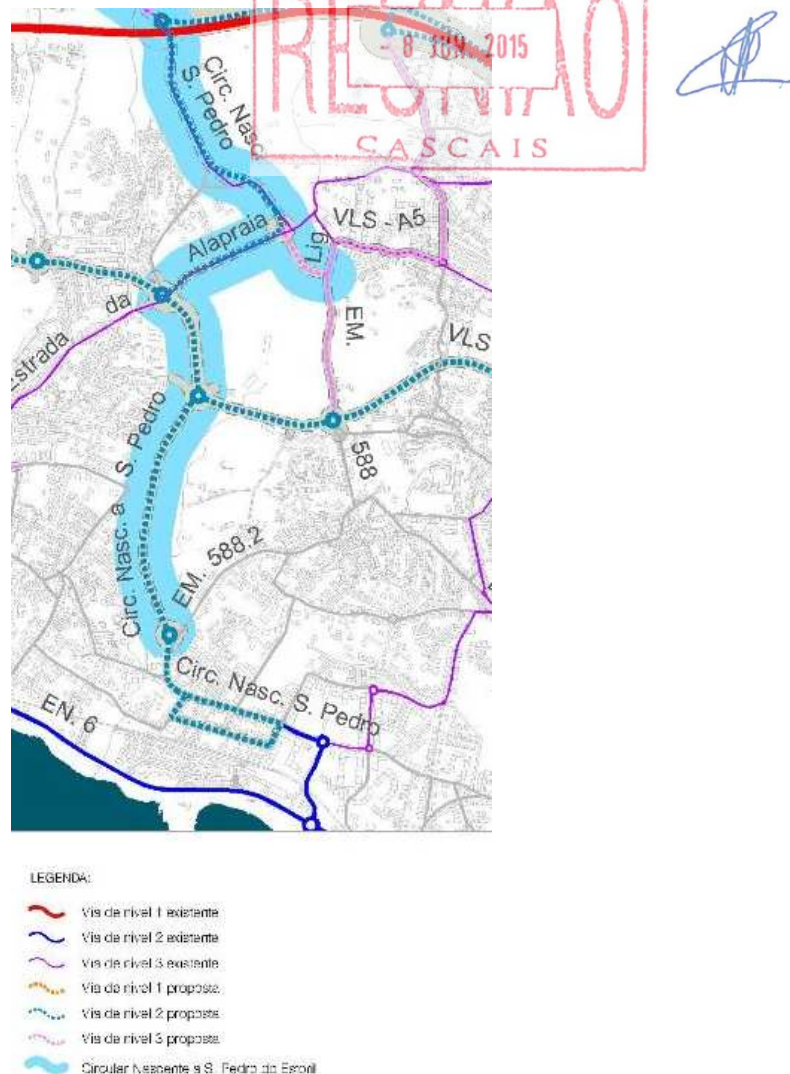 REUNIÃO
- 8 JUN. 2015
CASCAIS
Circ. Nasc.
S. Pedro
Alapraia
da
Estrada
Lig.
VLS - A5
EM.
588
VLS
Circ. Nasc. a S. Pedro
EM. 588.2
Circ. Nasc. S. Pedro
EN. 6
LEGENDA:
Via de nível 1 existente
Via de nível 2 existente
Via de nível 3 existente
Via de nível 1 proposta
Via de nível 2 proposta
Via de nível 3 proposta
Circular Nascente a S. Pedro do Estoril